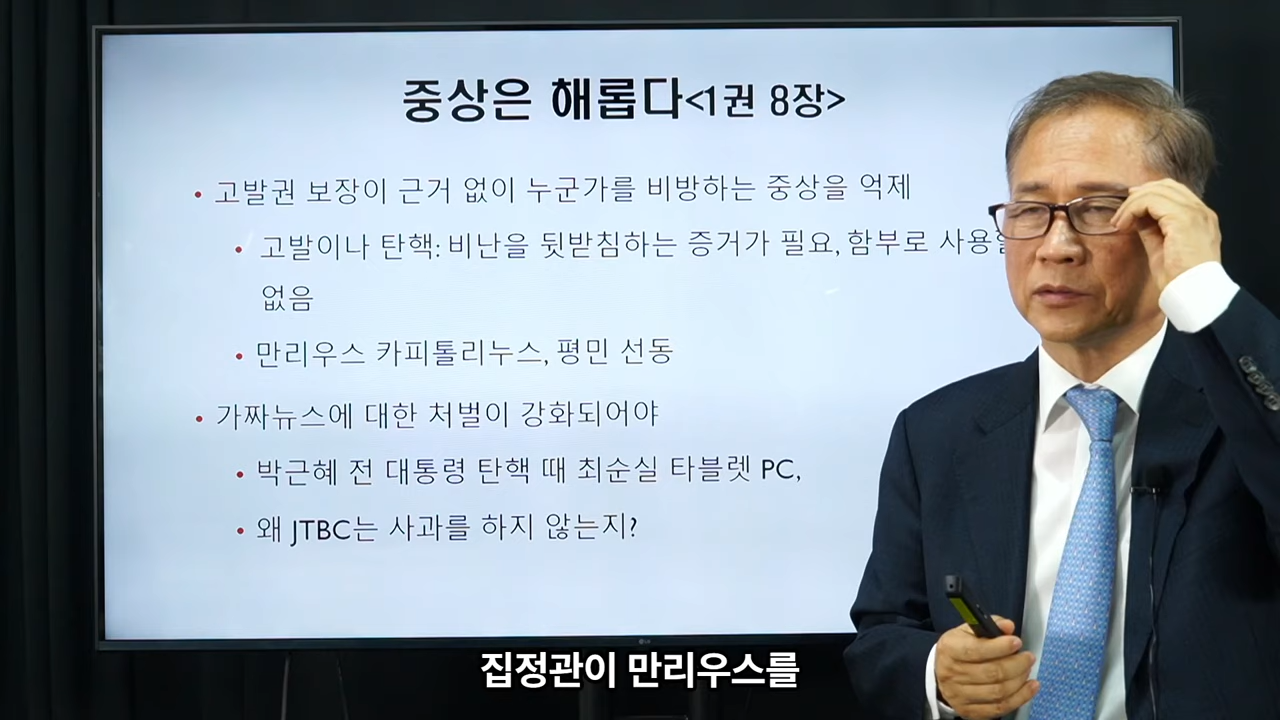 중상은 해롭다<1권 8장>
• 고발권 보장이 근거 없이 누군가를 비방하는 중상을 억제
• 고발이나 탄핵: 비난을 뒷받침하는 증거가 필요, 함부로 사용할
없음
• 만리우스 카피톨리누스, 평민 선동
• 가짜뉴스에 대한 처벌이 강화되어야
• 박근혜 전 대통령 탄핵 때 최순실 타블렛 PC,
• 왜 JTBC는 사과를 하지 않는지?
LG
집정관이 만리우스를